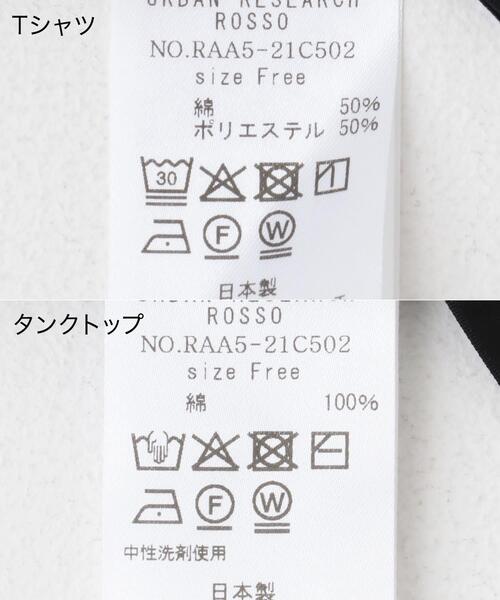 Tシャツ
URBAN RESEARCH
ROSSO
NO.RAA5-21C502
size Free
綿 50%
ポリエステル 50%
30
F W
日本製
タンクトップ
ROSSO
NO.RAA5-21C502
size Free
綿 100%
F W
中性洗剤使用
日本製